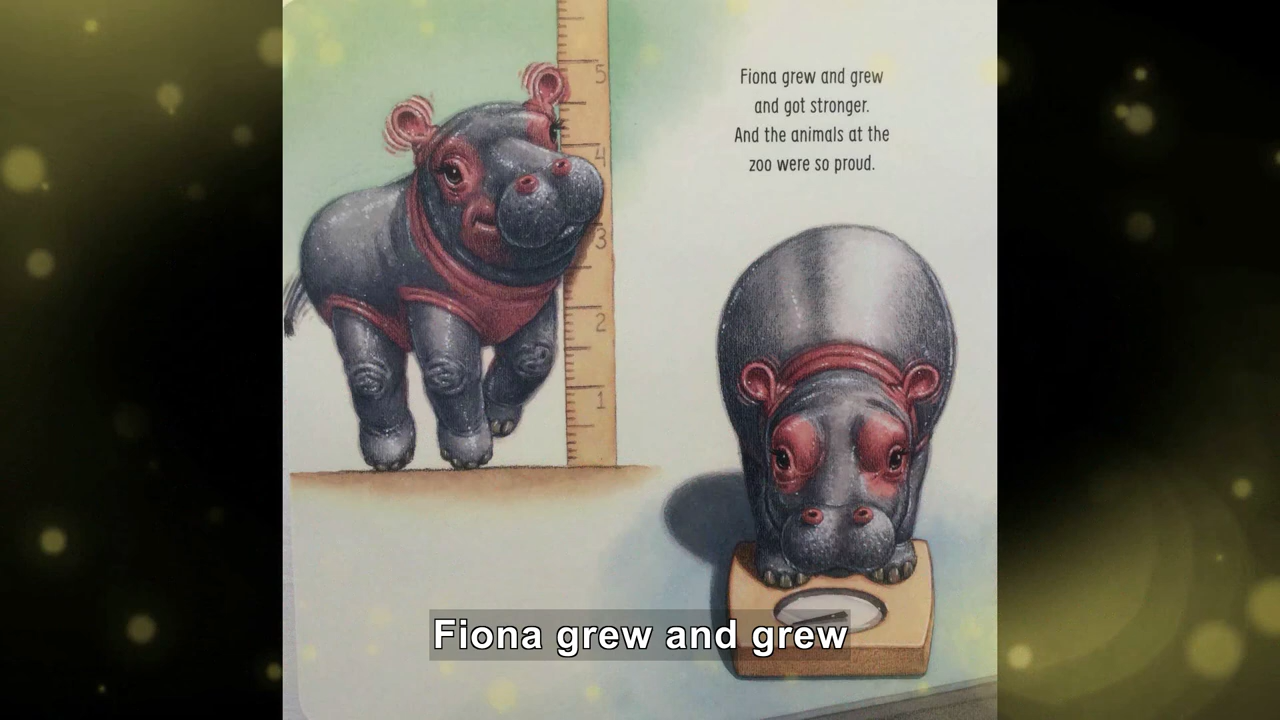 Fiona grew and grew
and got stronger.
And the animals at the
zoo were so proud.
5
4
3
2
1
Fiona grew and grew